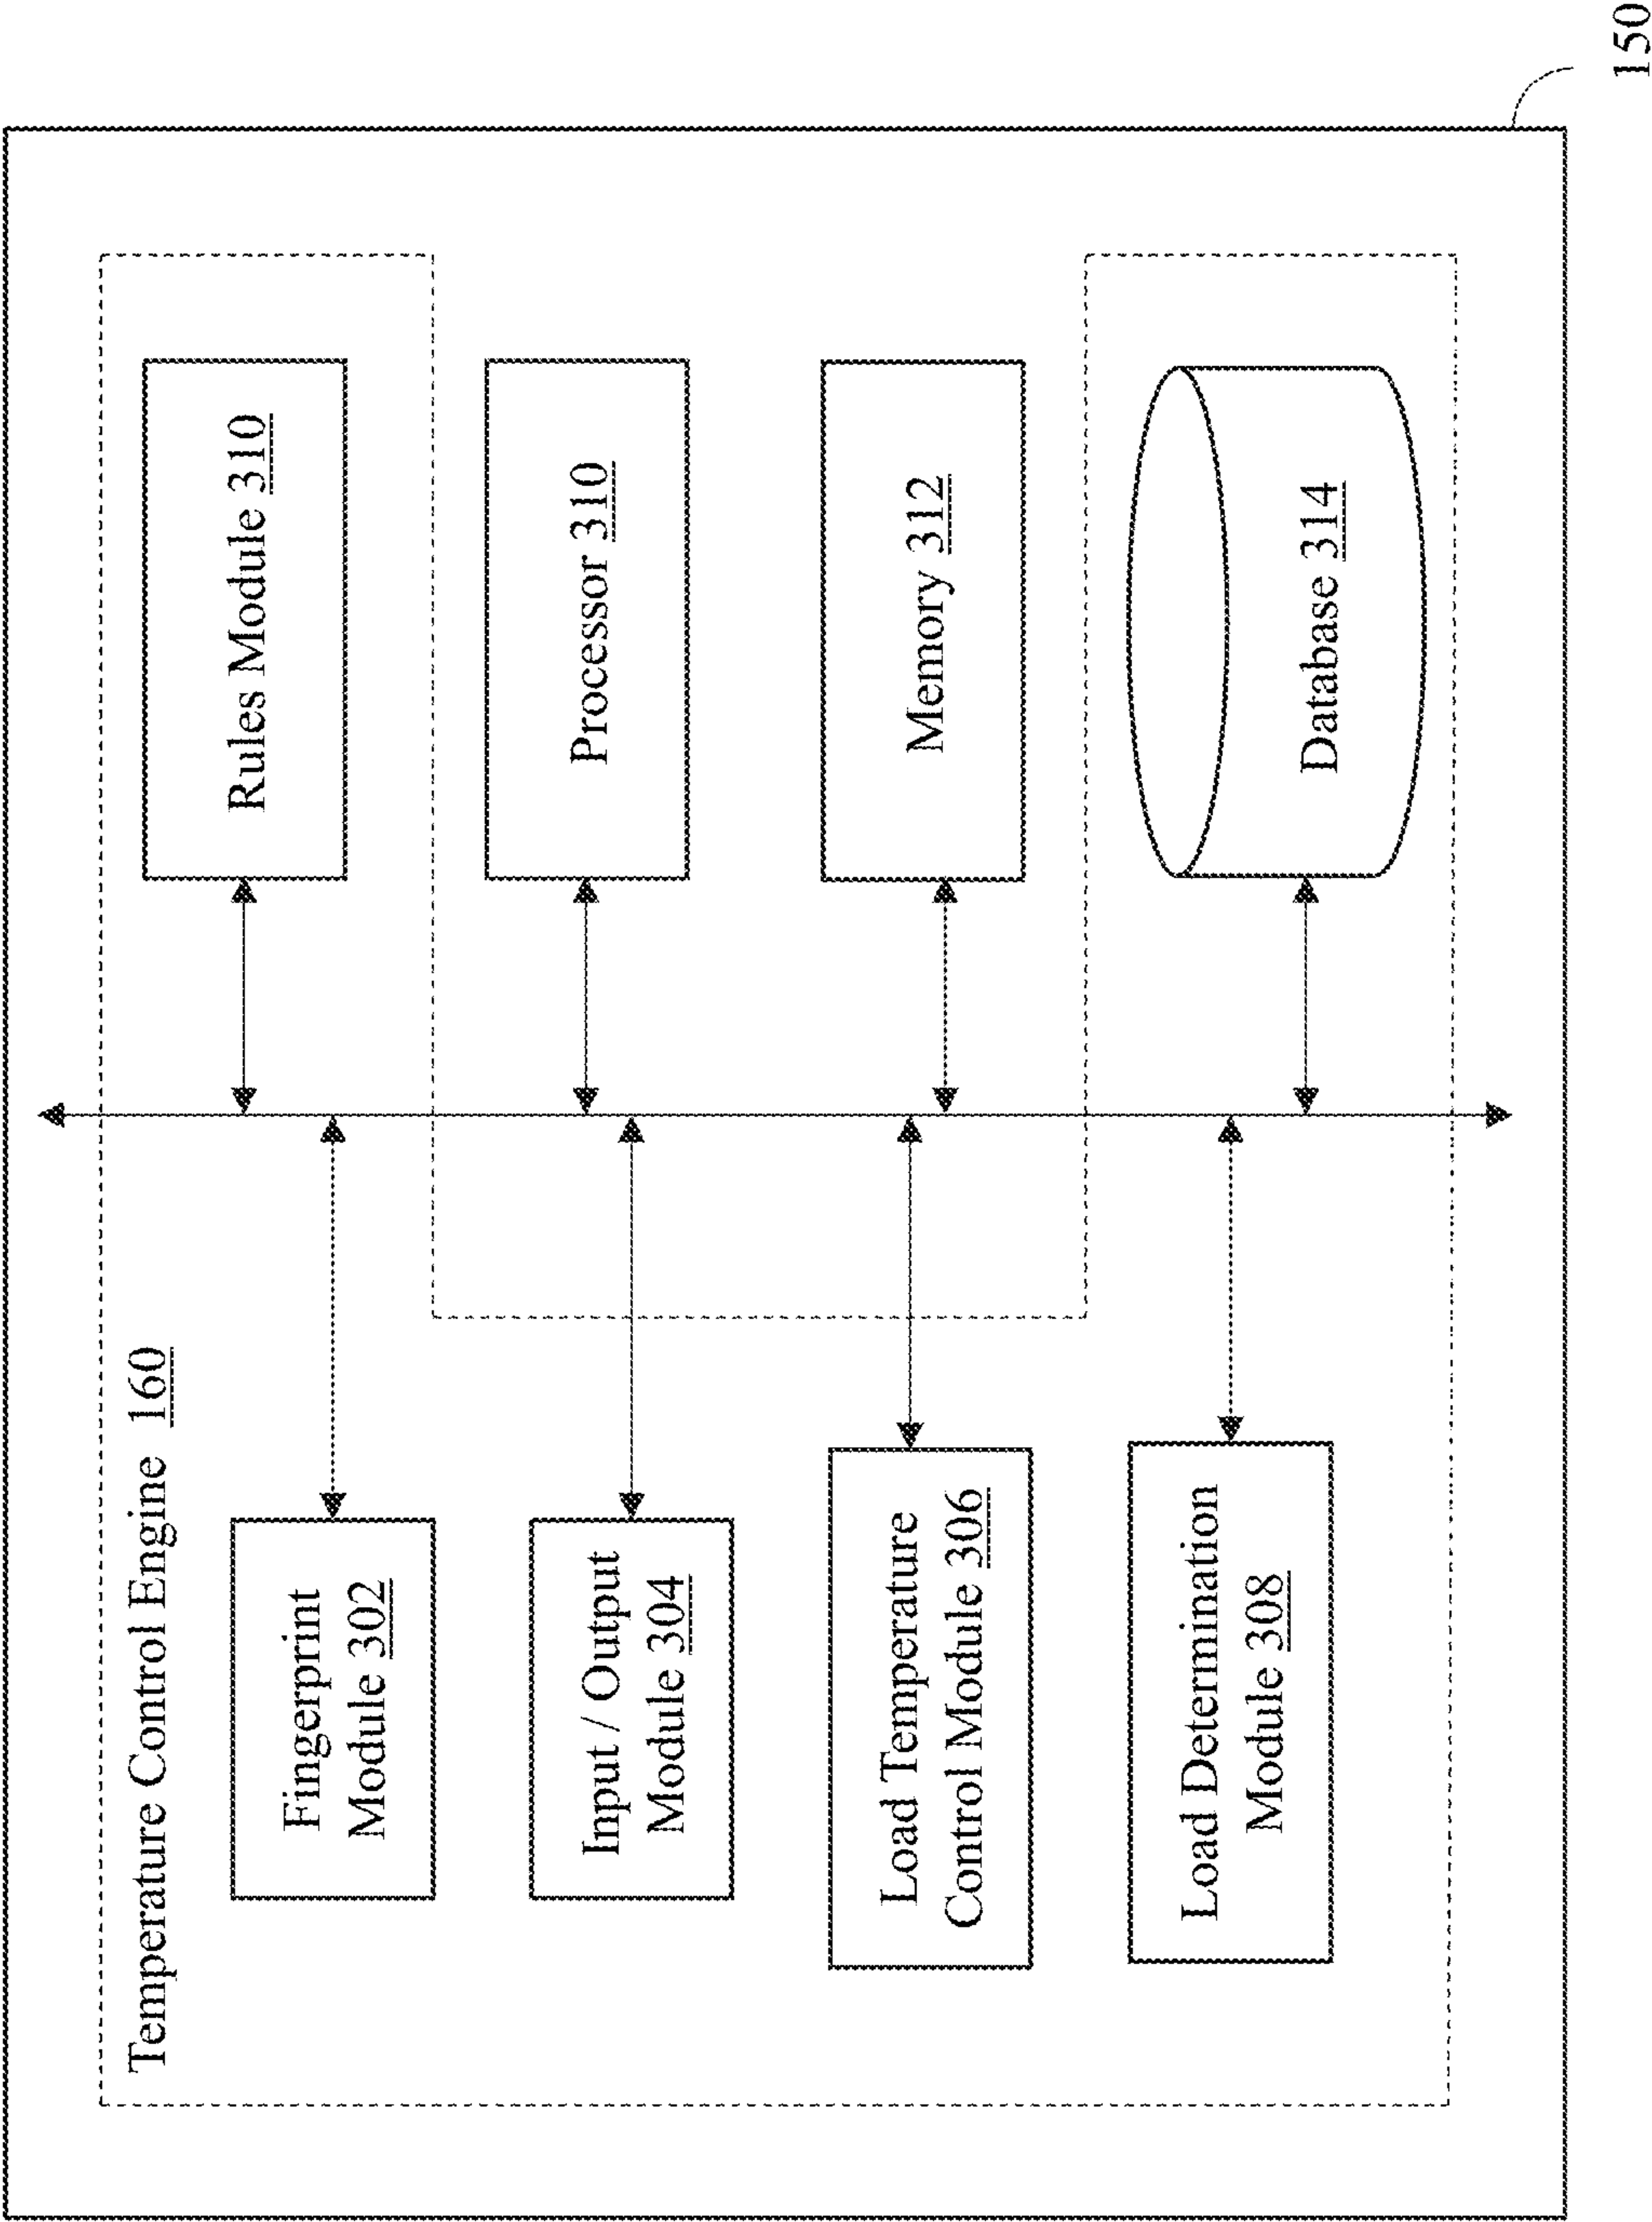 Temperature Control Engine 160
Fingerprint
Module 302
Input / Output
Module 304
Load Temperature
Control Module 306
Load Determination
Module 308
Rules Module 310
Processor 310
Memory 312
Database 314
150